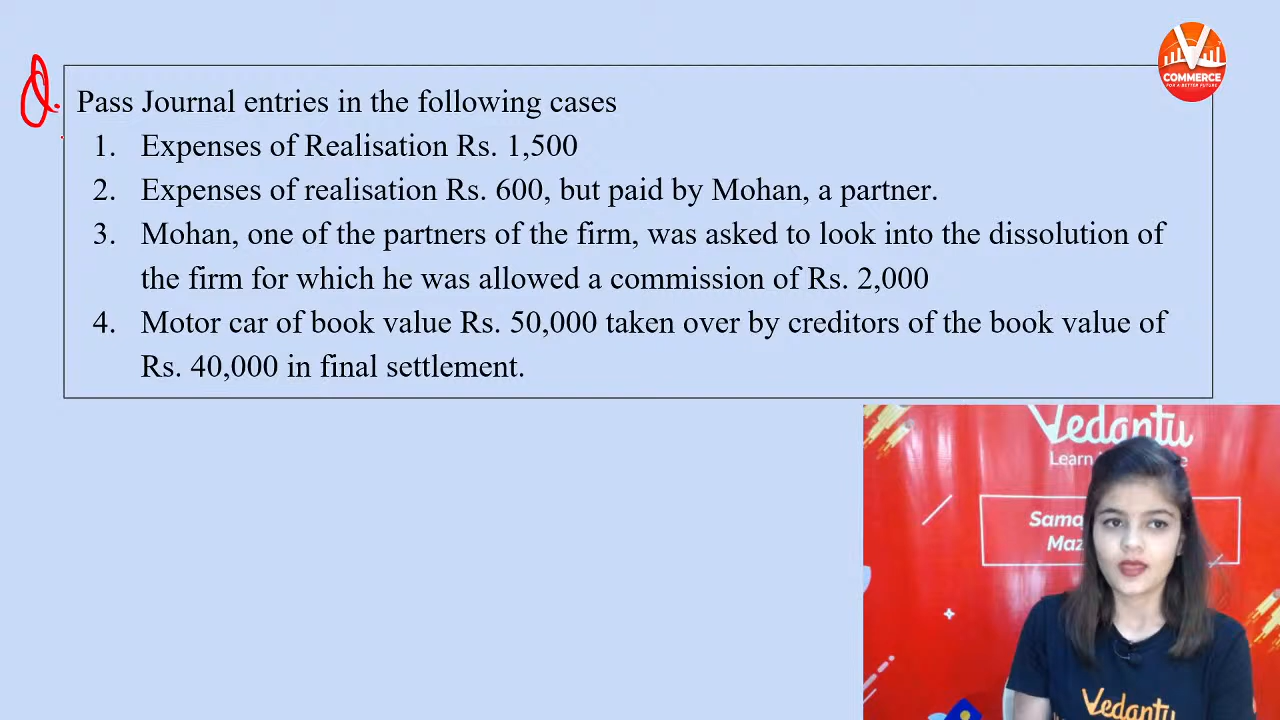 Q.
V
COMMERCE
FOR A BETTER FUTURE
Pass Journal entries in the following cases
1. Expenses of Realisation Rs. 1,500
2. Expenses of realisation Rs. 600, but paid by Mohan, a partner.
3. Mohan, one of the partners of the firm, was asked to look into the dissolution of
the firm for which he was allowed a commission of Rs. 2,000
4. Motor car of book value Rs. 50,000 taken over by creditors of the book value of
Rs. 40,000 in final settlement.
Vedantu
Learn
Vedantu